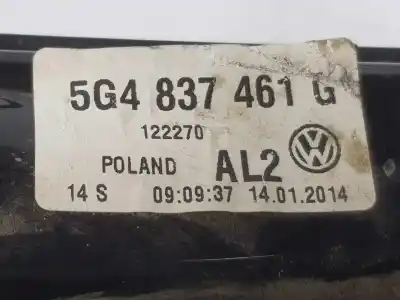 5G4 837 461 G
122270
POLAND AL2
14 S 09:09:37 14.01.2014